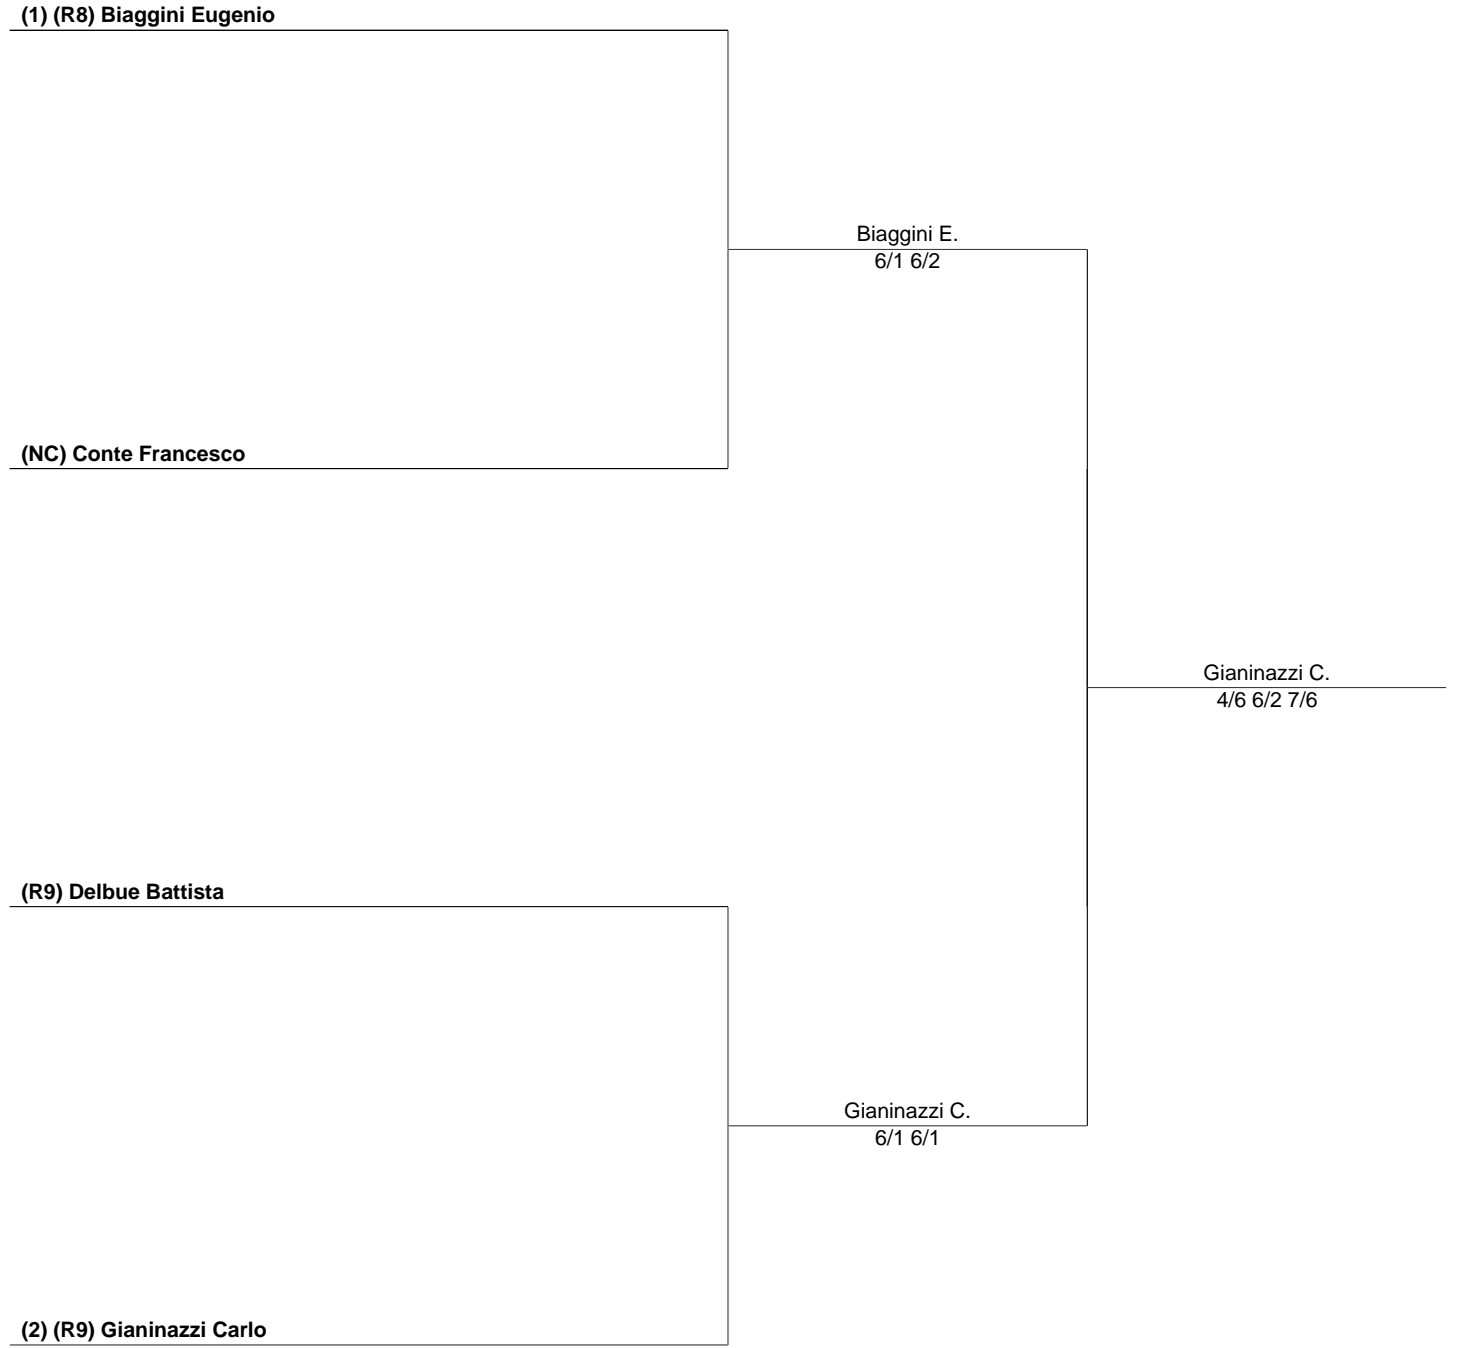 (1) (R8) Biaggini Eugenio
Biaggini E.
6/1 6/2
(NC) Conte Francesco
Gianinazzi C.
4/6 6/2 7/6
(R9) Delbue Battista
Gianinazzi C.
6/1 6/1
(2) (R9) Gianinazzi Carlo